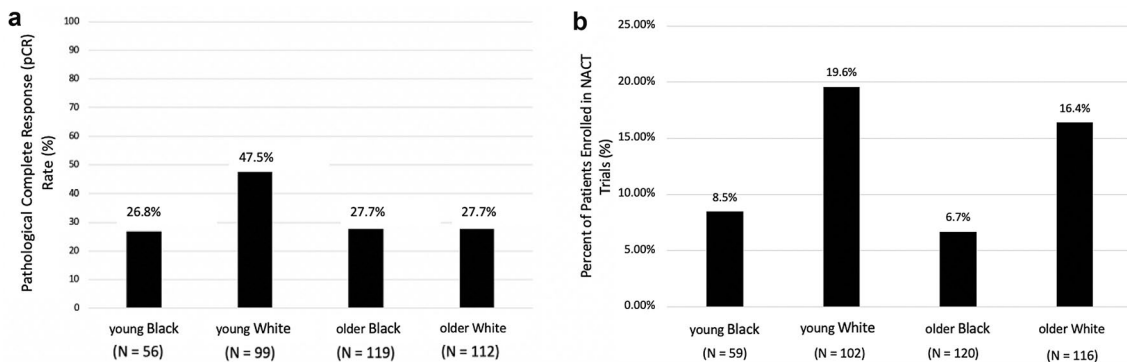 a
Pathological Complete Response (pCR)
Rate (%)
100
90
80
70
60
50
40
30
20
10
0
26.8%
47.5%
27.7%
27.7%
young Black
young White
older Black
older White
(N = 56)
(N = 99)
(N = 119)
(N = 112)
b
Percent of Patients Enrolled in NACT
Trials (%)
25.00%
20.00%
15.00%
10.00%
5.00%
0.00%
8.5%
19.6%
6.7%
16.4%
young Black
young White
older Black
older White
(N = 59)
(N = 102)
(N = 120)
(N = 116)